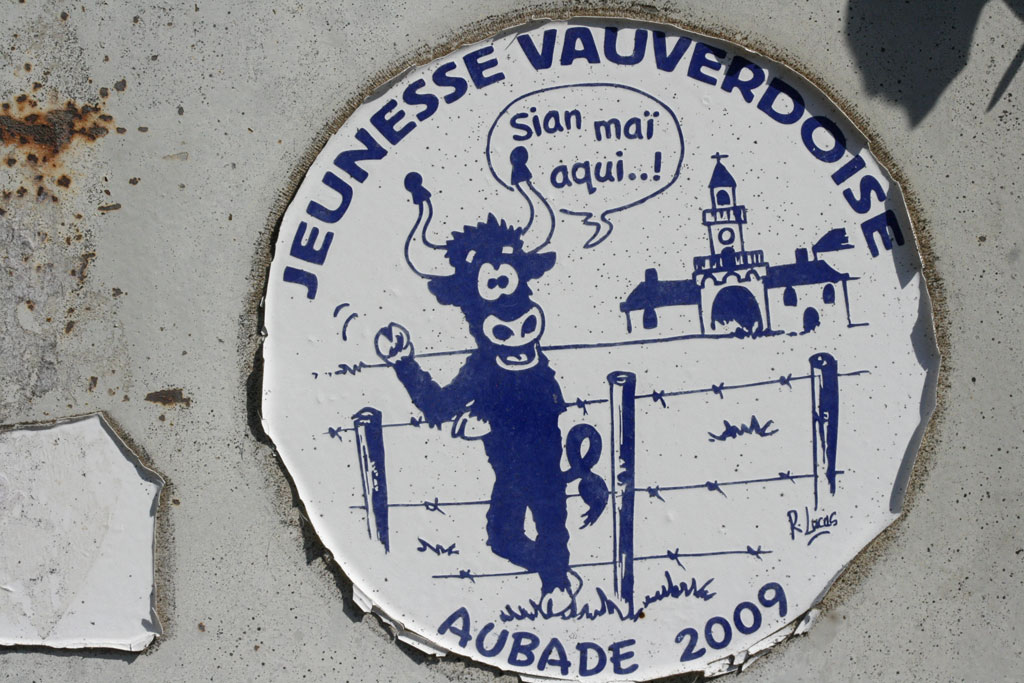 JEUNESSE VAUVERDOISE
Sian maï
aqui..!
R. Lucas
AUBADE 2009